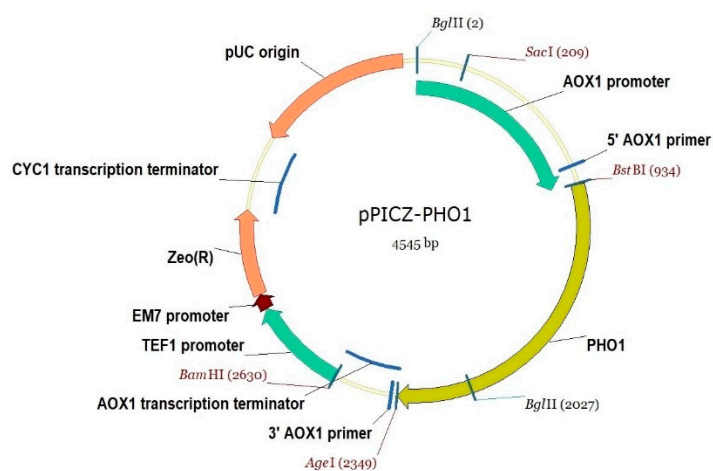 BglII (2)
SacI (209)
pUC origin
AOX1 promoter
5' AOX1 primer
BstBI (934)
CYC1 transcription terminator
pPICZ-PHO1
4545 bp
Zeo(R)
EM7 promoter
TEF1 promoter
PHO1
BamHI (2630)
AOX1 transcription terminator
BglII (2027)
3' AOX1 primer
AgeI (2349)